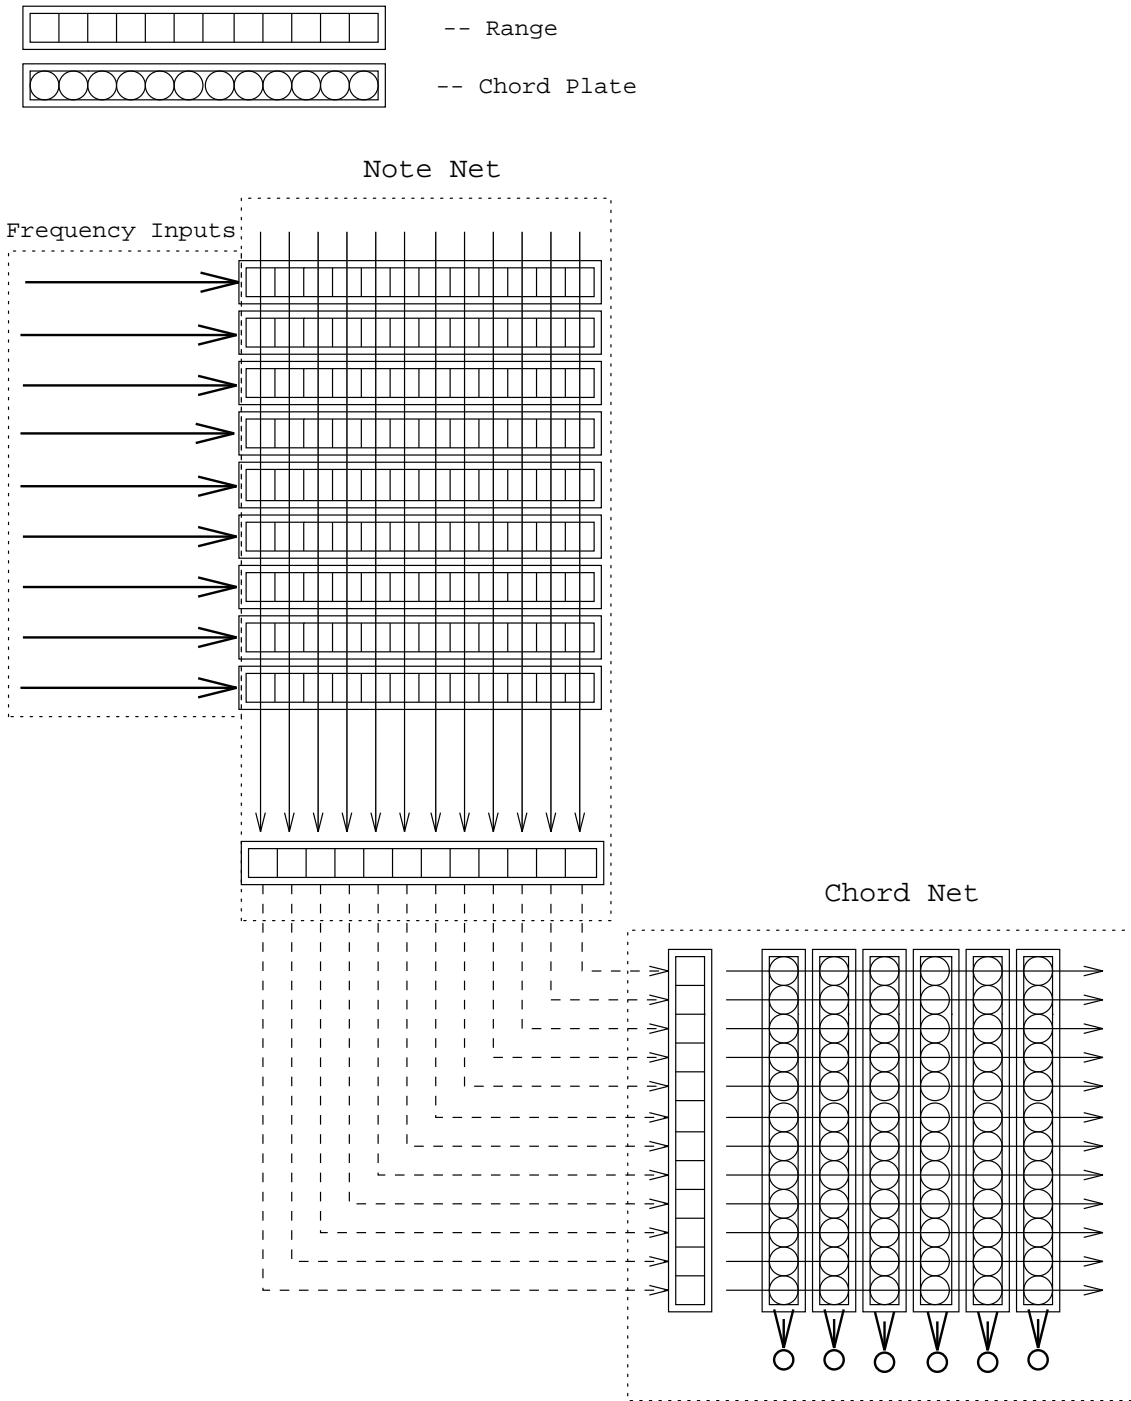 -- Range
-- Chord Plate
Note Net
Frequency Inputs
Chord Net